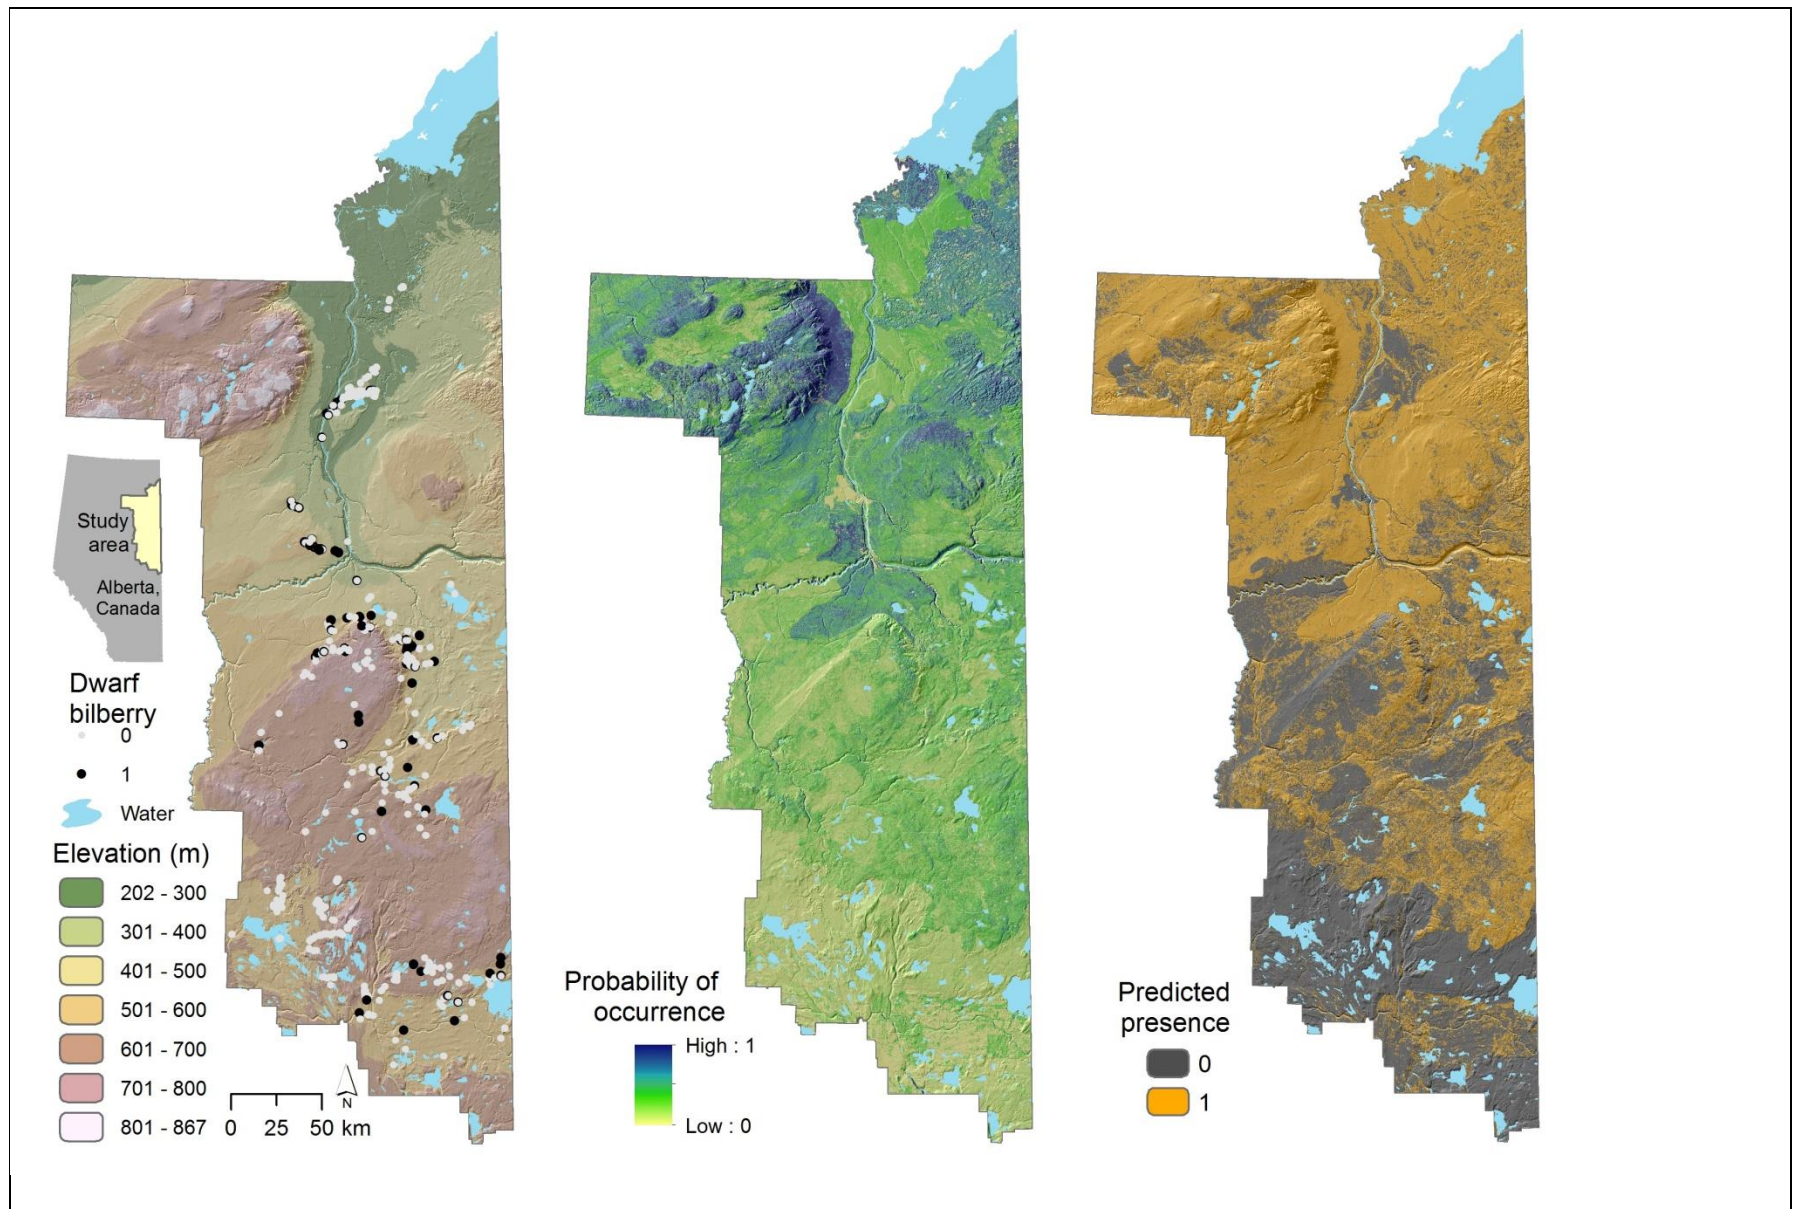 Study
area
Alberta,
Canada
Dwarf
bilberry
0
1
Water
Elevation (m)
202 - 300
301 - 400
401 - 500
501 - 600
601 - 700
701 - 800
801 - 867
N
0 25 50 km
Probability of
occurrence
High : 1
Low : 0
Predicted
presence
0
1